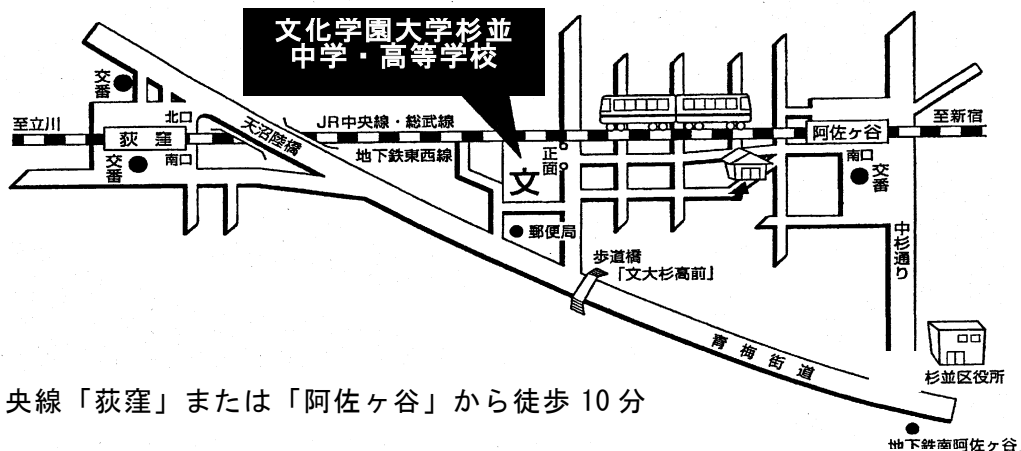 文化学園大学杉並
中学・高等学校
交番
北口
至立川
荻窪
天沼陸橋
JR中央線・総武線
阿佐ヶ谷
至新宿
交番
南口
地下鉄東西線
正面
文
南口
交番
郵便局
歩道橋
「文大杉高前」
中杉通り
青梅街道
杉並区役所
央線「荻窪」または「阿佐ヶ谷」から徒歩10分
地下鉄南阿佐ヶ谷